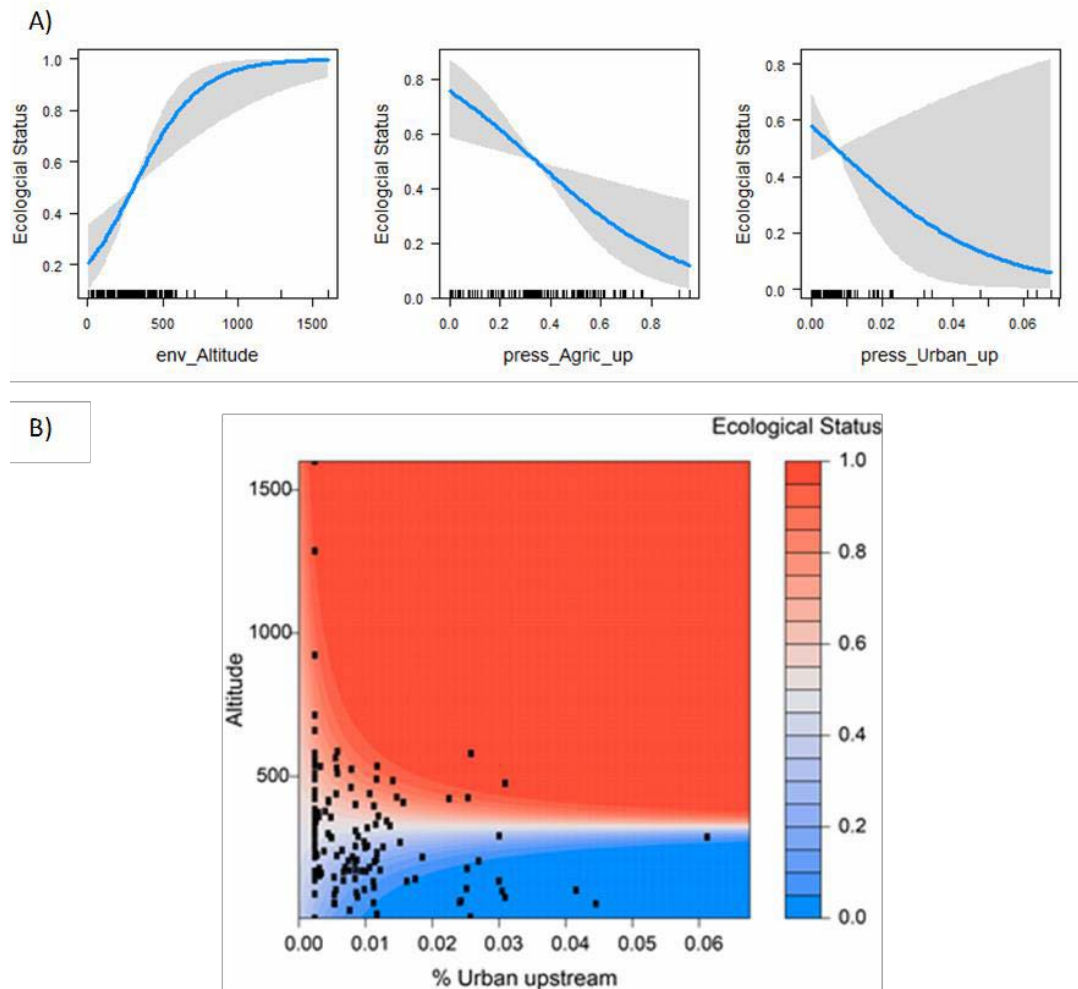 A)
Ecologcial Status
1.0
0.8
0.6
0.4
0.2
0 500 1000 1500
env_Altitude
Ecologcial Status
0.8
0.6
0.4
0.2
0.0
0.0 0.2 0.4 0.6 0.8
press_Agric_up
Ecologcial Status
0.8
0.6
0.4
0.2
0.0
0.00 0.02 0.04 0.06
press_Urban_up
B)
Ecological Status
Altitude
1500
1000
500
0.00 0.01 0.02 0.03 0.04 0.05 0.06
% Urban upstream
1.0
0.8
0.6
0.4
0.2
0.0